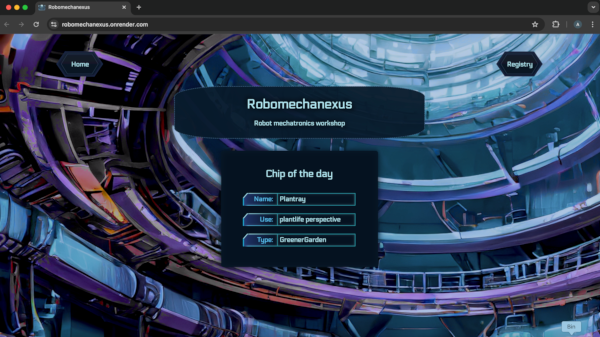 Robomechanexus
robomechanexus.onrender.com
Home
Registry
Robomechanexus
Robot mechatronics workshop
Chip of the day
Name: Plantray
Use: plantlife perspective
Type: GreenerGarden